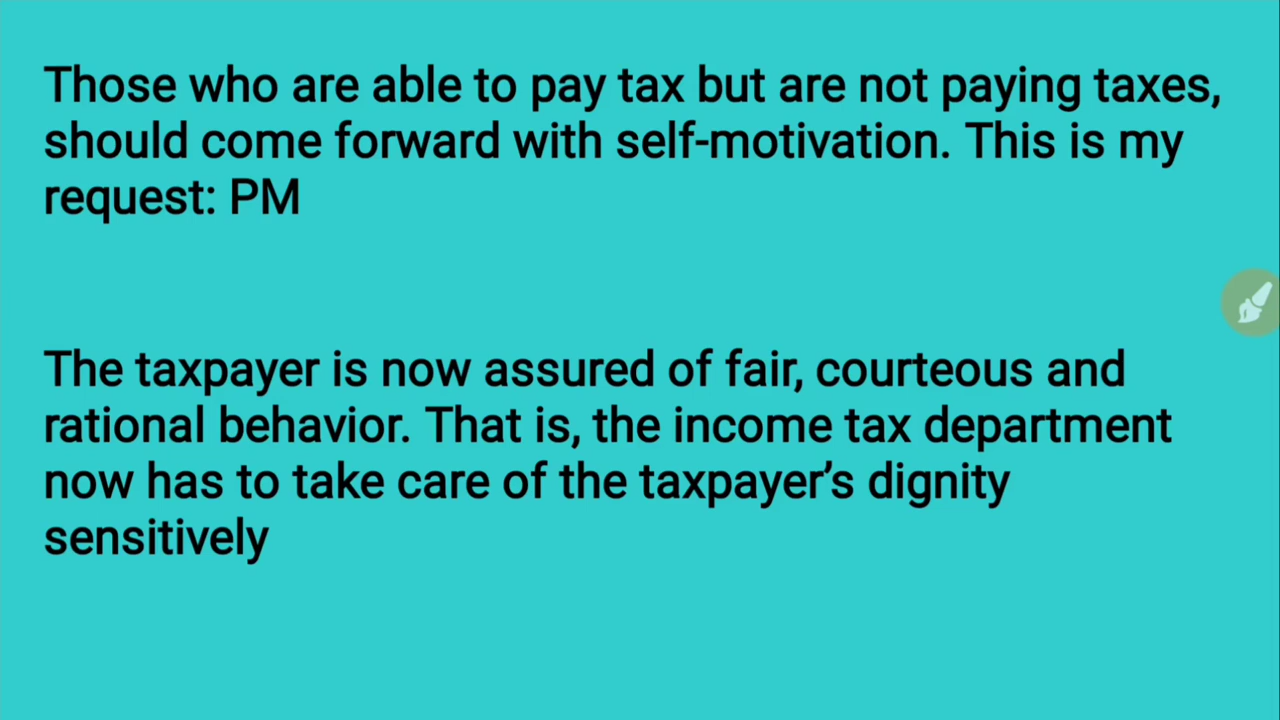 Those who are able to pay tax but are not paying taxes,
should come forward with self-motivation. This is my
request: PM
The taxpayer is now assured of fair, courteous and
rational behavior. That is, the income tax department
now has to take care of the taxpayer’s dignity
sensitively